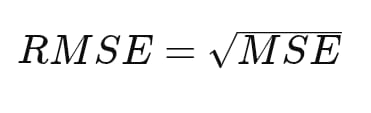 RMSE = √MSE